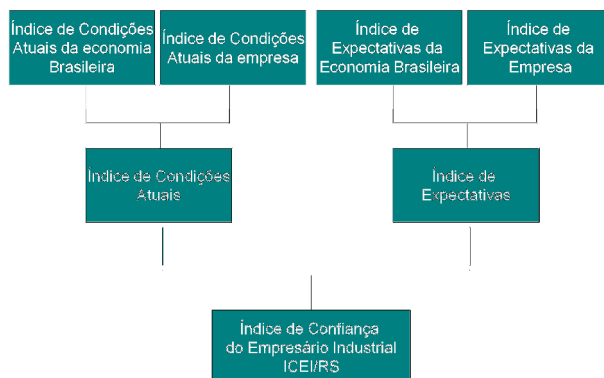 Índice de Condições
Atuais da economia
Brasileira
Índice de Condições
Atuais da empresa
Índice de
Expectativas da
Economia Brasileira
Índice de
Expectativas da
Empresa
Índice de Condições
Atuais
Índice de
Expectativas
Índice de Confiança
do Empresário Industrial
ICEI/RS